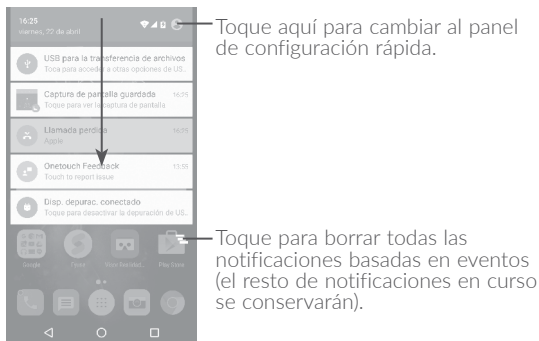 16:25
viernes, 22 de abril
Toque aquí para cambiar al panel
de configuración rápida.
USB para la transferencia de archivos
Toca para acceder a otras opciones de US..
Captura de pantalla guardada 16:25
Toque para ver la captura de pantalla
Llamada perdida
Apple
Onetouch Feedback 13:55
Touch to report issue
Disp. depurac. conectado
Toque para desactivar la depuración de US..
Toque para borrar todas las
notificaciones basadas en eventos
(el resto de notificaciones en curso
se conservarán).
Google
Play Store